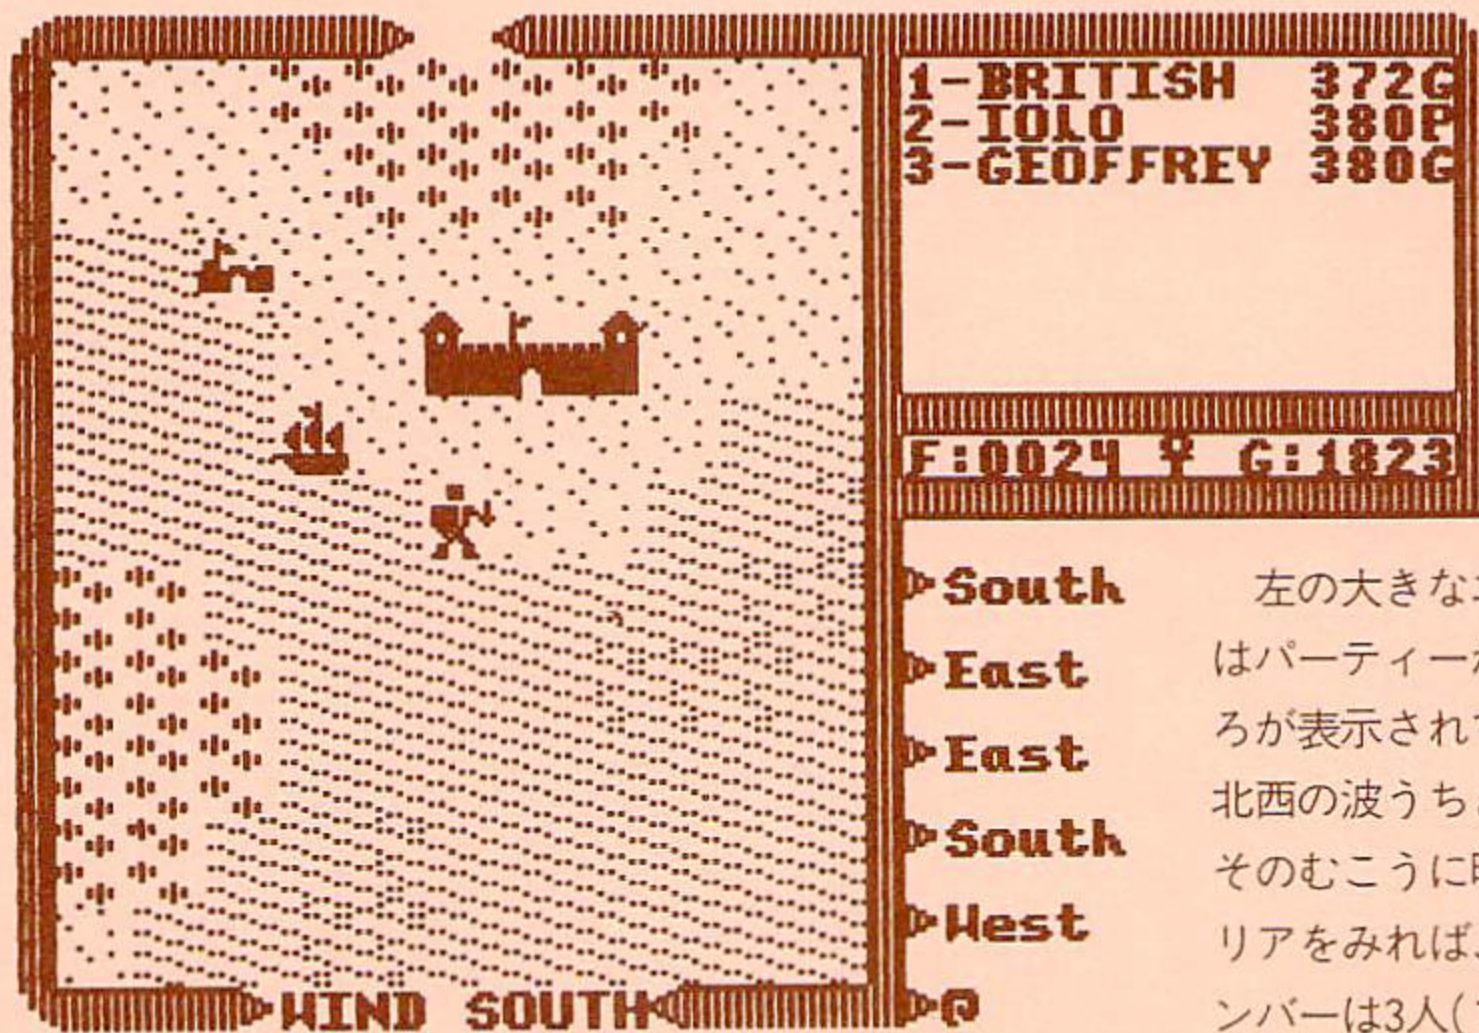 1-BRITISH 372G
2-IOLO 380P
3-GEOFFREY 380G
F:0024 ♀ G:1823
South
East
East
South
West
WIND SOUTH
左の大きな
はパーティー
ろが表示され
北西の波うち
そのむこうに
リアをみれば
ンバーは3人(